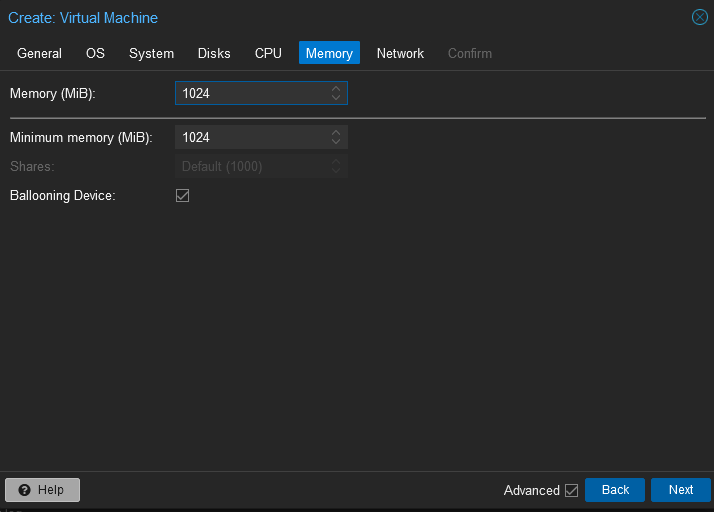 Create: Virtual Machine
General OS System Disks CPU Memory Network Confirm
Memory (MiB): 1024
Minimum memory (MiB): 1024
Shares: Default (1000)
Ballooning Device:
Help Advanced Back Next